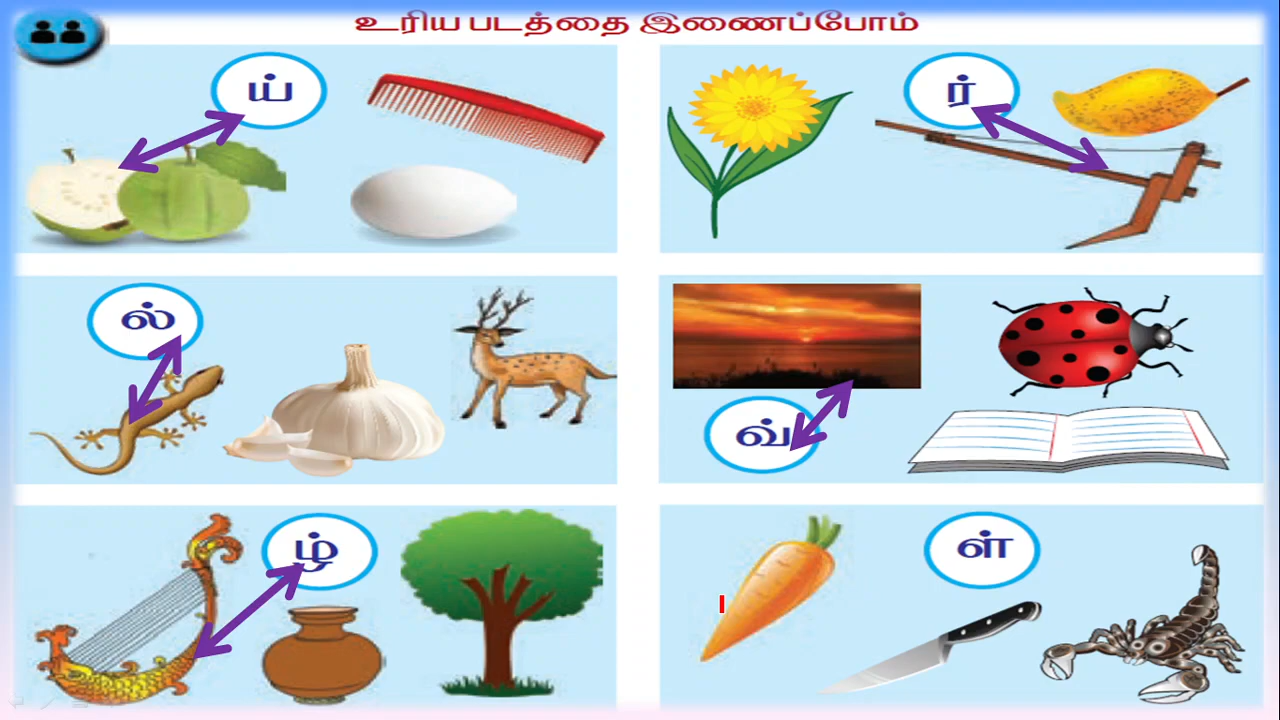 உரிய படத்தை இணைப்போம்
ய்
ர்
ல்
வ்
ழ்
ள்